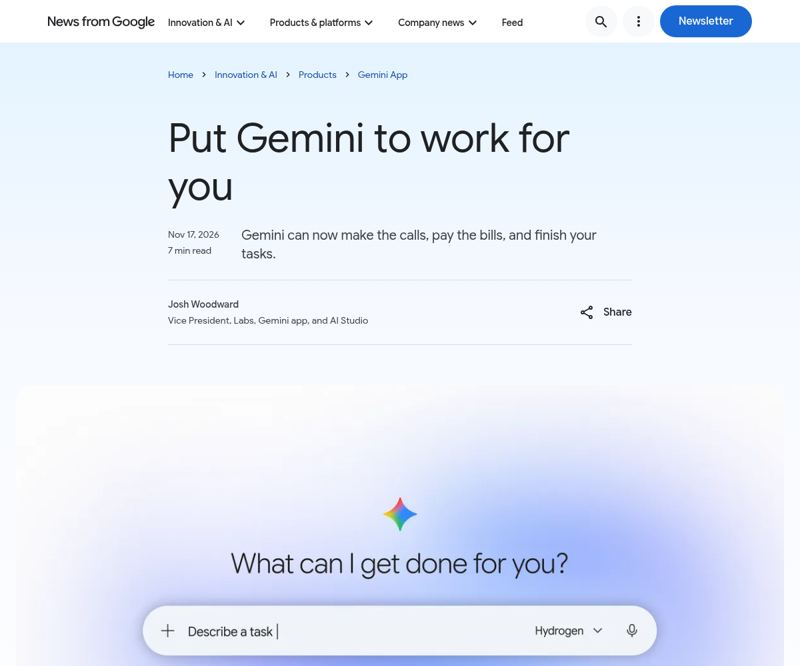 News from Google Innovation & AI Products & platforms Company news Feed Newsletter
Home Innovation & AI Products Gemini App
Put Gemini to work for
you
Nov 17, 2026
7 min read
Gemini can now make the calls, pay the bills, and finish your
tasks.
Josh Woodward
Vice President, Labs, Gemini app, and AI Studio
Share
What can I get done for you?
Describe a task
Hydrogen